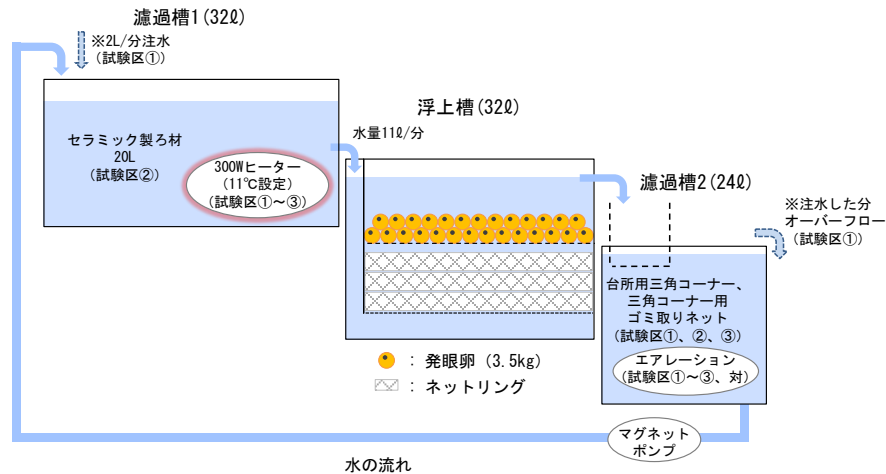 濾過槽1(32ℓ)
※2L/分注水
(試験区①)
セラミック製ろ材
20L
(試験区②)
300Wヒーター
(11℃設定)
(試験区①～③)
水量11ℓ/分
浮上槽(32ℓ)
濾過槽2(24ℓ)
※注水した分
オーバーフロー
(試験区①)
台所用三角コーナー、
三角コーナー用
ゴミ取りネット
(試験区①、②、③)
エアレーション
(試験区①～③、対)
： 発眼卵 (3.5kg)
： ネットリング
マグネット
ポンプ
水の流れ